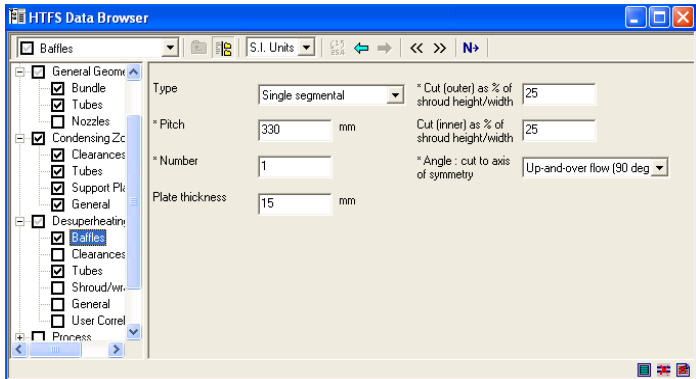 HTFS Data Browser
Baffles
S.I. Units
N
General Geome
Bundle
Tubes
Nozzles
Condensing Zo
Clearances
Tubes
Support Pla
General
Desuperheating
Baffles
Clearances
Tubes
Shroud/wr
General
User Correl
Process
Type
Single segmental
* Pitch
330
mm
* Number
1
Plate thickness
15
mm
* Cut (outer) as % of
shroud height/width
25
Cut (inner) as % of
shroud height/width
25
* Angle : cut to axis
of symmetry
Up-and-over flow (90 deg